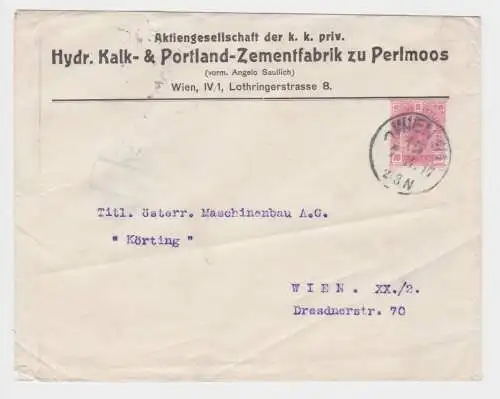 Aktiengesellschaft der k. k. priv.
Hydr. Kalk- & Portland-Zementfabrik zu Perlmoos
(vorm. Angelo Saullich)
Wien, IV/1, Lothringerstrasse 8.
WIEN
Titl. österr. Maschinenbau A.G.
" Körting "
WIEN. XX./2.
Dresdnerstr. 70